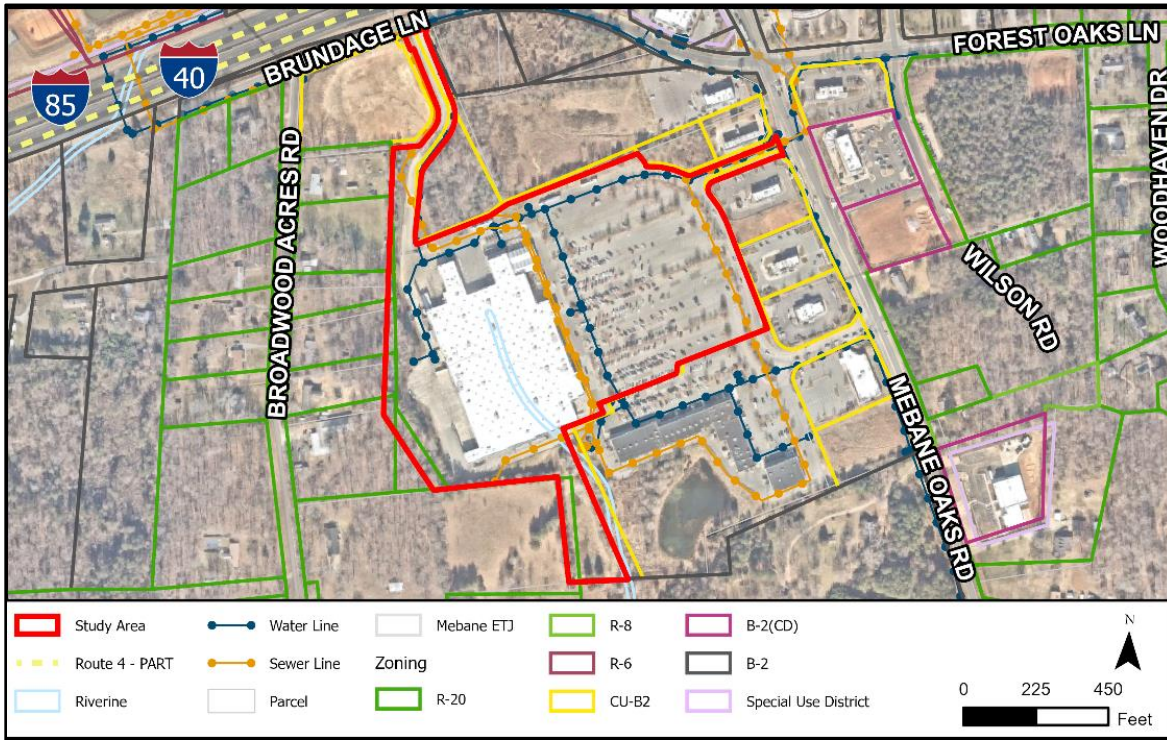 BRUNDAGE LN
FOREST OAKS LN
85
40
BROADWOOD ACRES RD
WOODHAVEN DR
WILSON RD
MEBANE OAKS RD
Study Area
Water Line
Mebane ETJ
R-8
B-2(CD)
N
Route 4 - PART
Sewer Line
Zoning
R-6
B-2
Riverine
Parcel
R-20
CU-B2
Special Use District
0 225 450
Feet